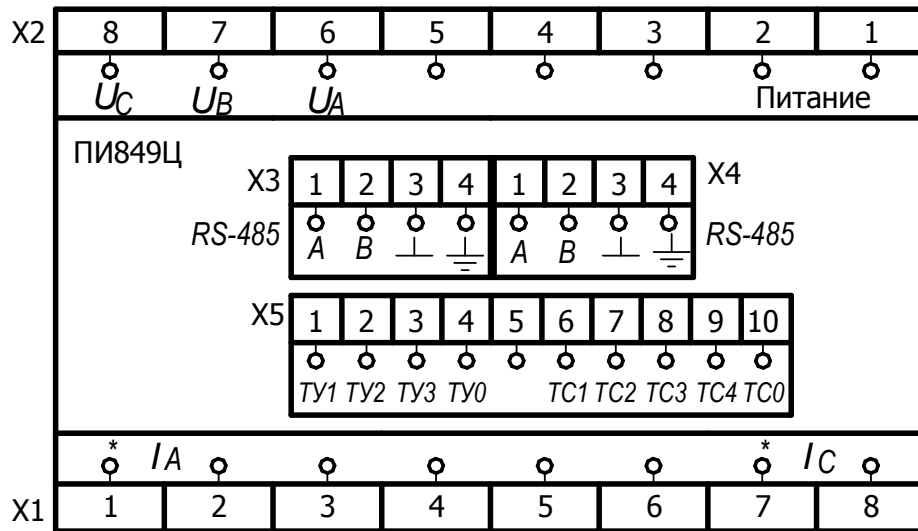 X2 8 7 6 5 4 3 2 1
UC UB UA Питание
ПИ849Ц
X3 1 2 3 4 1 2 3 4 X4
RS-485 A B A B RS-485
X5 1 2 3 4 5 6 7 8 9 10
ТУ1 ТУ2 ТУ3 ТУ0 ТС1 ТС2 ТС3 ТС4 ТС0
* IA * IC
X1 1 2 3 4 5 6 7 8